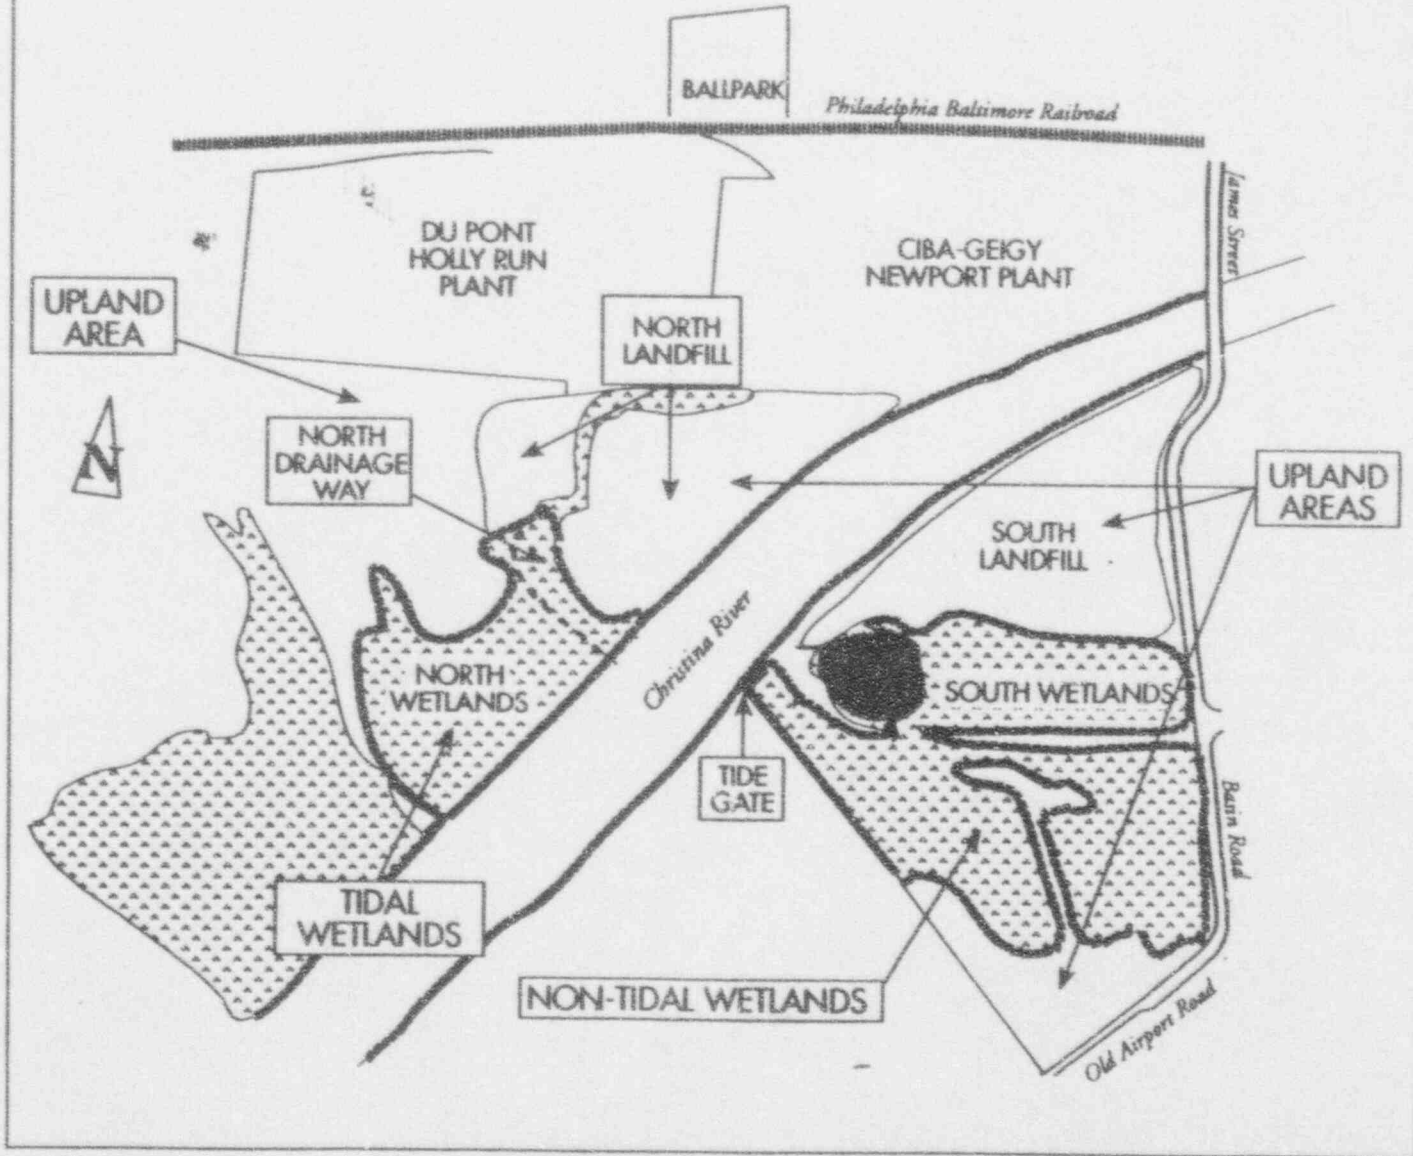 BALLPARK
Philadelphia Baltimore Railroad
James Street
DU PONT
HOLLY RUN
PLANT
CIBA-GEIGY
NEWPORT PLANT
UPLAND
AREA
NORTH
LANDFILL
N
NORTH
DRAINAGE
WAY
UPLAND
AREAS
SOUTH
LANDFILL
Christina River
NORTH
WETLANDS
SOUTH WETLANDS
TIDE
GATE
Basin Road
TIDAL
WETLANDS
NON-TIDAL WETLANDS
Old Airport Road